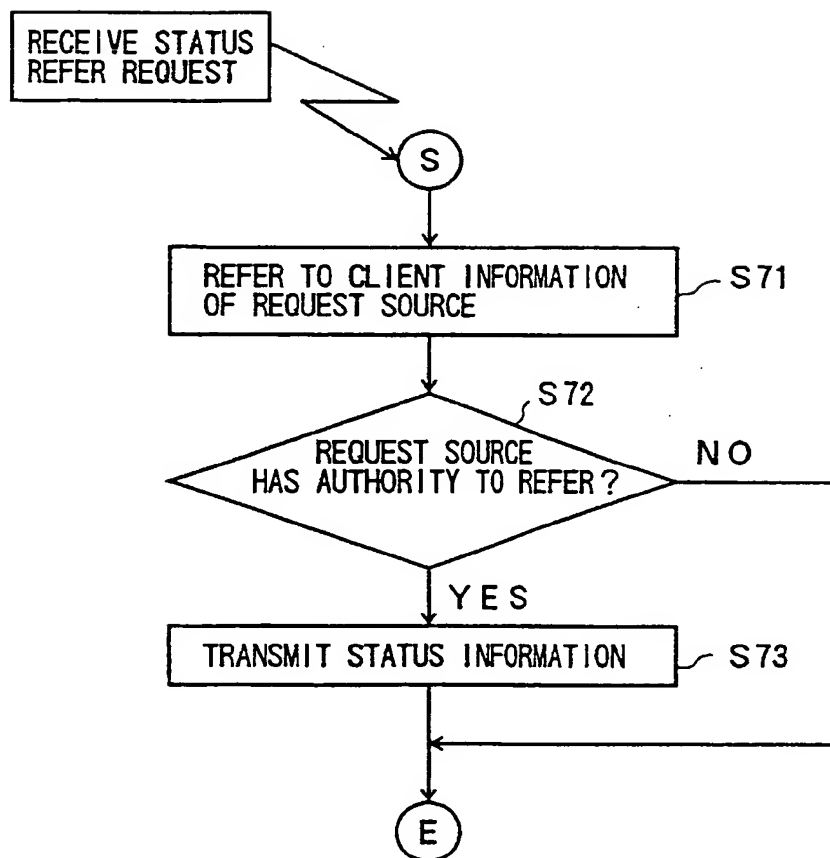 RECEIVE STATUS
REFER REQUEST
S
REFER TO CLIENT INFORMATION
OF REQUEST SOURCE
S71
S72
REQUEST SOURCE
HAS AUTHORITY TO REFER?
NO
YES
TRANSMIT STATUS INFORMATION
S73
E